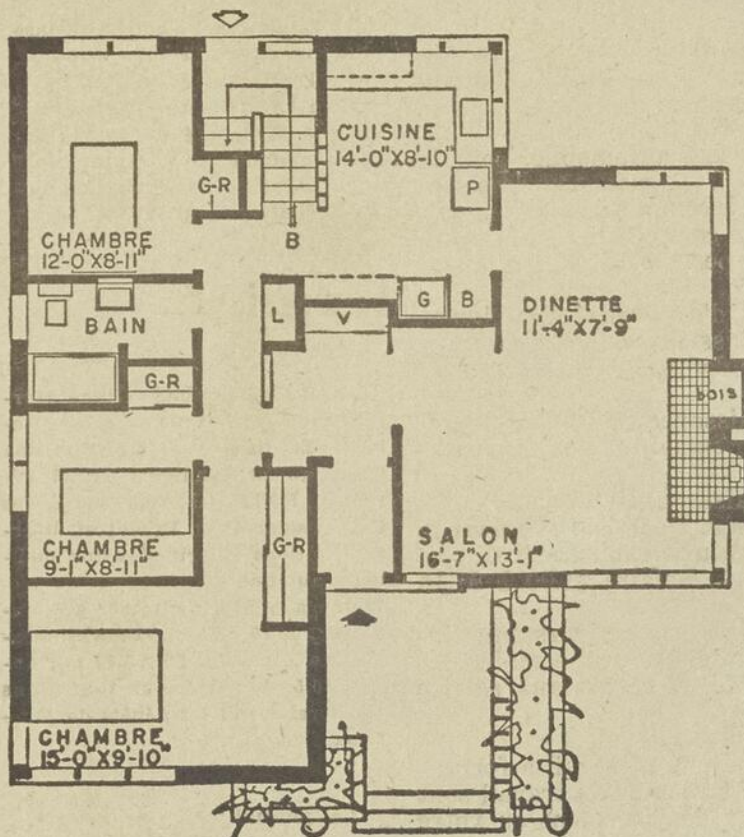 CUISINE
14'-0"X8'-10"
G-R
P
CHAMBRE
12'-0"X8'-11"
B
BAIN
L
V
G
B
DINETTE
11'-4"X7'-9"
G-R
BOIS
CHAMBRE
9'-1"X8'-11"
G-R
SALON
16'-7"X13'-1"
CHAMBRE
15'-0"X9'-10"